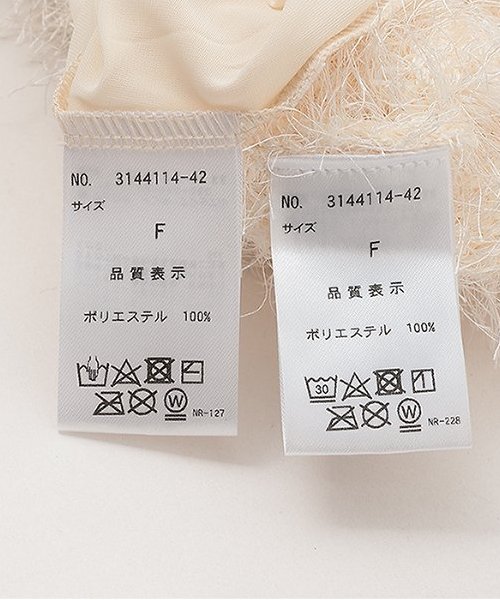 NO. 3144114-42
サイズ
F
品質表示
ポリエステル 100%
W
NR-127
NO. 3144114-42
サイズ
F
品質表示
ポリエステル 100%
30
W
NR-228